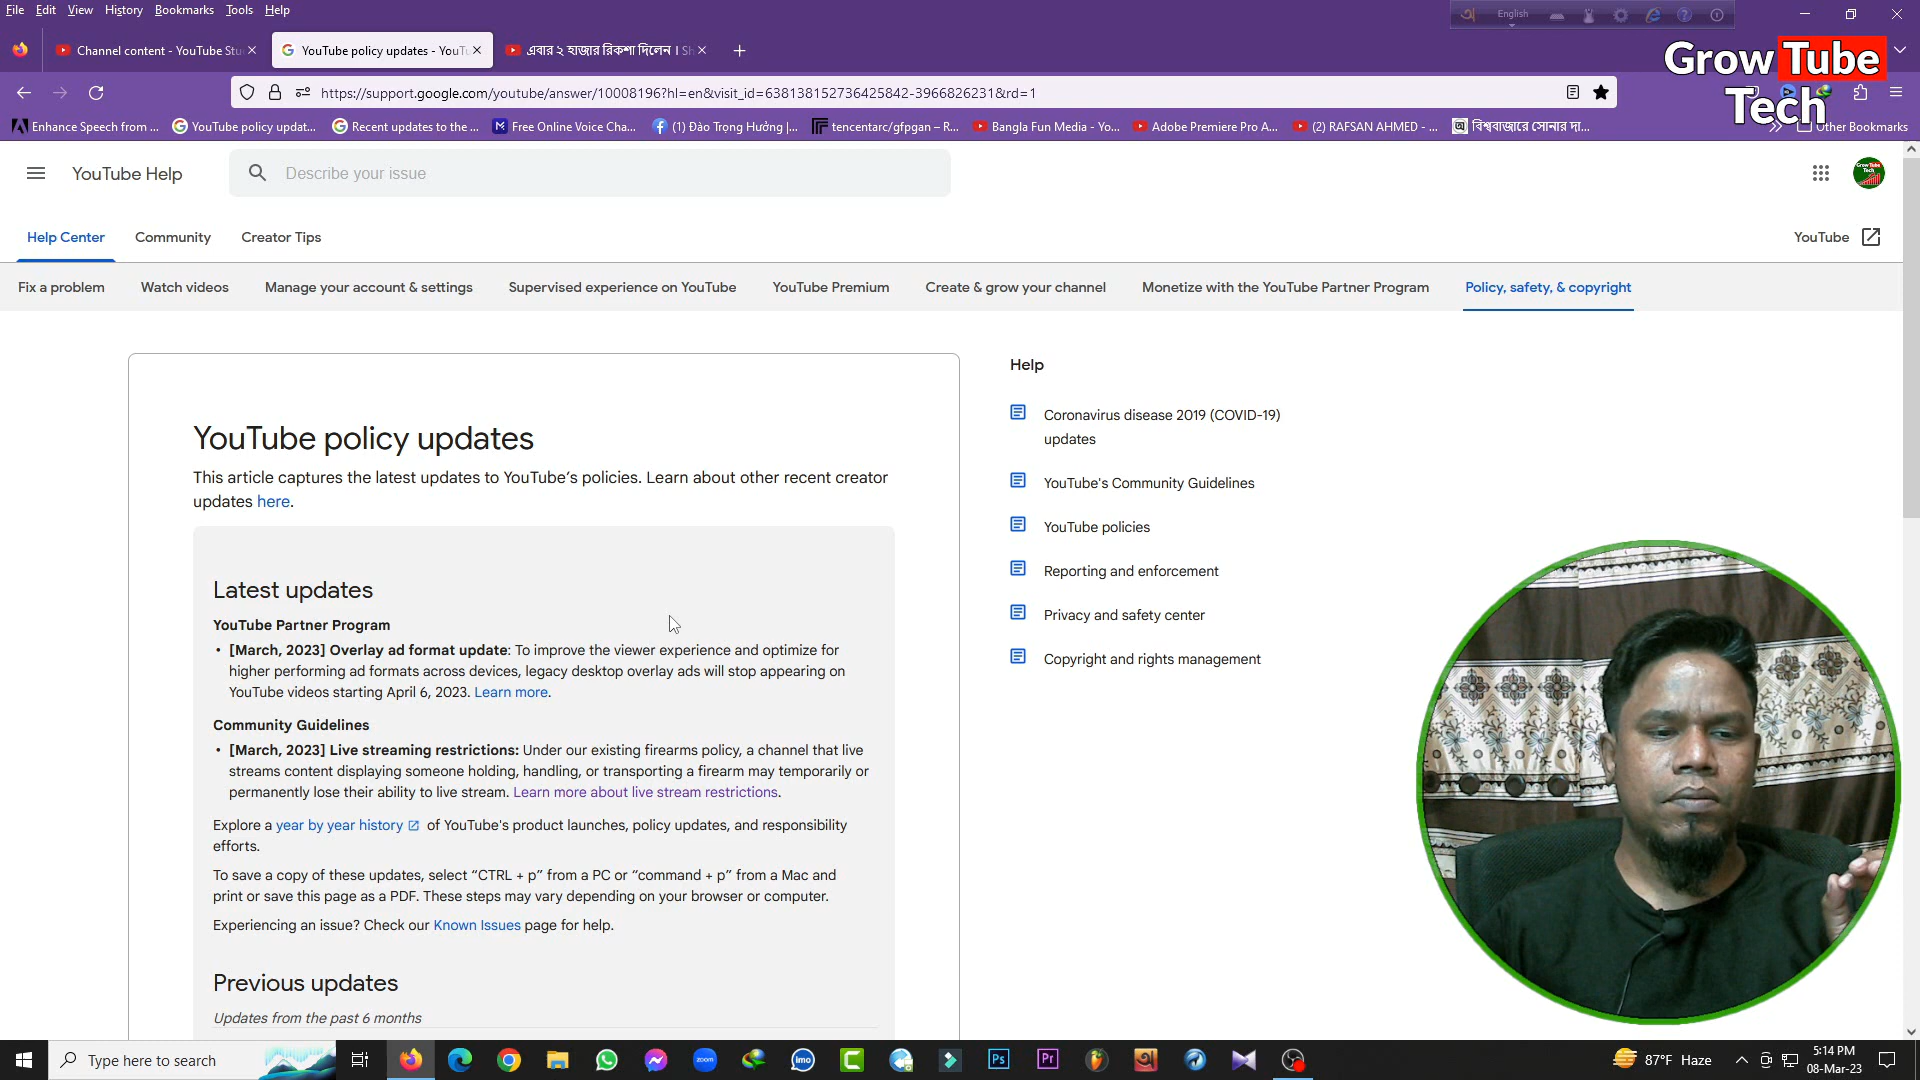 File Edit View History Bookmarks Tools Help
English
Channel content - YouTube Stu
YouTube policy updates - YouTu
এবার ২ হাজার রিকশা দিলেন । Sh
Grow Tube
Tech
https://support.google.com/youtube/answer/10008196?hl=en&visit_id=638138152736425842-3966826231&rd=1
Enhance Speech from ...
YouTube policy updat...
Recent updates to the ...
Free Online Voice Cha...
(1) Đào Trọng Hưởng |...
tencentarc/gfpgan – R...
Bangla Fun Media - Yo...
Adobe Premiere Pro A...
(2) RAFSAN AHMED - ...
বিশ্ববাজারে সোনার দা...
Other Bookmarks
YouTube Help
Describe your issue
Help Center Community Creator Tips
YouTube
Fix a problem Watch videos Manage your account & settings Supervised experience on YouTube YouTube Premium Create & grow your channel Monetize with the YouTube Partner Program Policy, safety, & copyright
YouTube policy updates
This article captures the latest updates to YouTube’s policies. Learn about other recent creator
updates here.
Latest updates
YouTube Partner Program
• [March, 2023] Overlay ad format update: To improve the viewer experience and optimize for
higher performing ad formats across devices, legacy desktop overlay ads will stop appearing on
YouTube videos starting April 6, 2023. Learn more.
Community Guidelines
• [March, 2023] Live streaming restrictions: Under our existing firearms policy, a channel that live
streams content displaying someone holding, handling, or transporting a firearm may temporarily or
permanently lose their ability to live stream. Learn more about live stream restrictions.
Explore a year by year history of YouTube's product launches, policy updates, and responsibility
efforts.
To save a copy of these updates, select “CTRL + p” from a PC or “command + p” from a Mac and
print or save this page as a PDF. These steps may vary depending on your browser or computer.
Experiencing an issue? Check our Known Issues page for help.
Previous updates
Updates from the past 6 months
Help
Coronavirus disease 2019 (COVID-19)
updates
YouTube's Community Guidelines
YouTube policies
Reporting and enforcement
Privacy and safety center
Copyright and rights management
Type here to search
zoom
imo
Ps
Pr
87°F Haze
5:14 PM
08-Mar-23